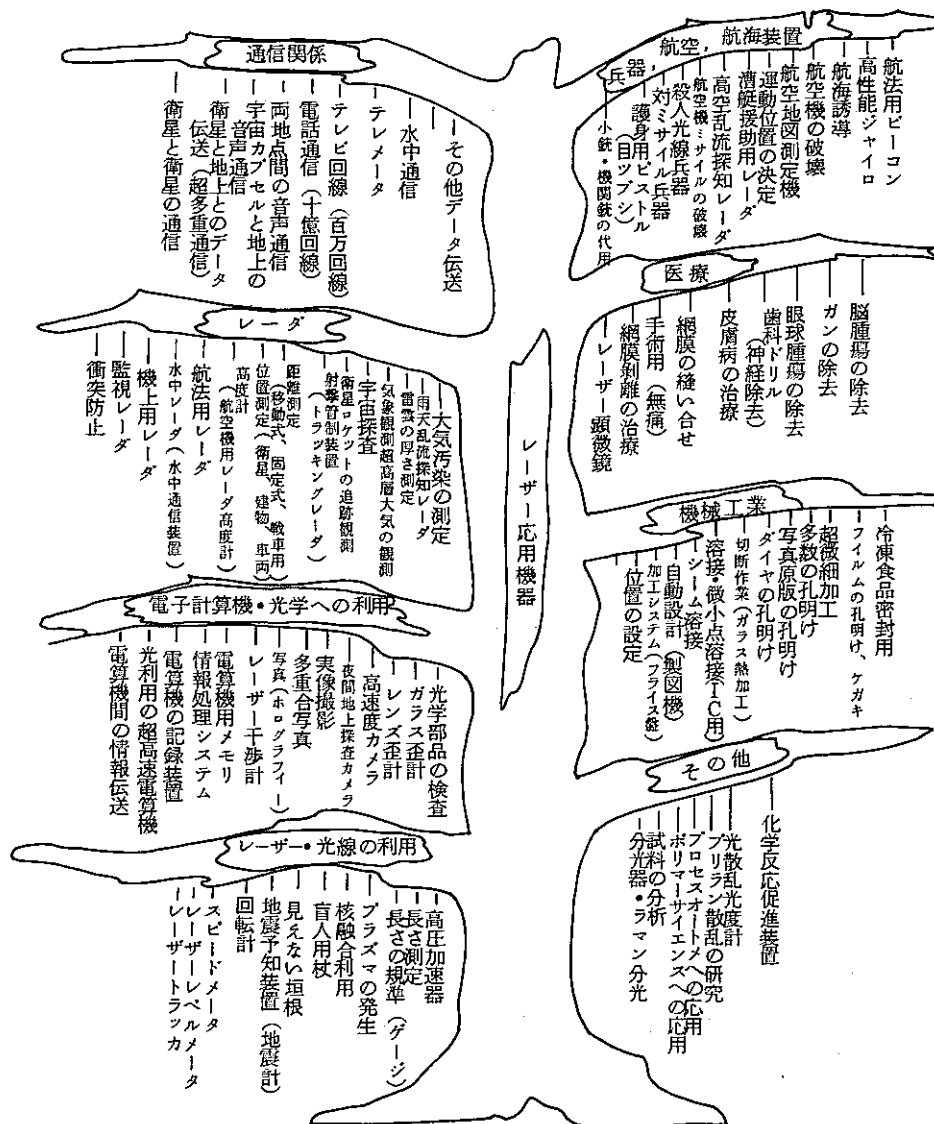 レーザー応用機器
兵器，航空，航海装置
航法用ビーコン
高性能ジャイロ
航海誘導
航空機の破壊
航空地図測定機
運動位置の決定
漕艇援助用レーダ
高空乱流探知レーダ
航空機ミサイルの破壊
殺人光線兵器
対ミサイル兵器
護身用ピストル
（目ツブシ）
小銃・機関銃の代用
医療
脳腫瘍の除去
ガンの除去
眼球腫瘍の除去
歯科ドリル
（神経除去）
皮膚病の治療
網膜の縫い合せ
手術用（無痛）
網膜剝離の治療
レーザー顕微鏡
機械工業
冷凍食品密封用
フイルムの孔明け、ケガキ
超微細加工
多数の孔明け
写真原版の孔明け
ダイヤの孔明け
切断作業（ガラス熱加工）
溶接・微小点溶接IC用）
シーム溶接
自動設計（製図機）
加工システム（フライス盤）
位置の設定
その他
化学反応促進装置
光散乱光度計
ブリラン散乱の研究
プロセスオートメへの応用
ポリマーサイエンスへの応用
試料の分析
分光器・ラマン分光
通信関係
その他データ伝送
水中通信
テレメータ
テレビ回線（百万回線）
電話通信（十億回線）
両地点間の音声通信
宇宙カプセルと地上の
音声通信
衛星と地上とのデータ
伝送（超多重通信）
衛星と衛星の通信
レーダ
大気汚染の測定
雨天乱流探知レーダ
雷雲の厚さ測定
気象観測超高層大気の観測
宇宙探査
衛星ロケットの追跡観測
射撃管制装置
（トラッキングレーダ）
距離測定
（移動式、固定式、戦車用）
位置測定（衛星、建物、車両）
高度計
（航空機用レーダ高度計）
航法用レーダ
水中レーダ（水中通信装置）
機上用レーダ
監視レーダ
衝突防止
電子計算機・光学への利用
光学部品の検査
ガラス歪計
レンズ歪計
高速度カメラ
夜間地上探査カメラ
実像撮影
多重合写真
写真（ホログラフィー）
レーザー干渉計
電算機用メモリ
情報処理システム
電算機の記録装置
光利用の超高速電算機
電算機間の情報伝送
レーザー・光線の利用
高圧加速器
長さ測定
長さの規準（ゲージ）
プラズマの発生
核融合利用
盲人用杖
見えない垣根
地震予知装置（地震計）
回転計
スピードメータ
レーザーレベルメータ
レーザートラッカ